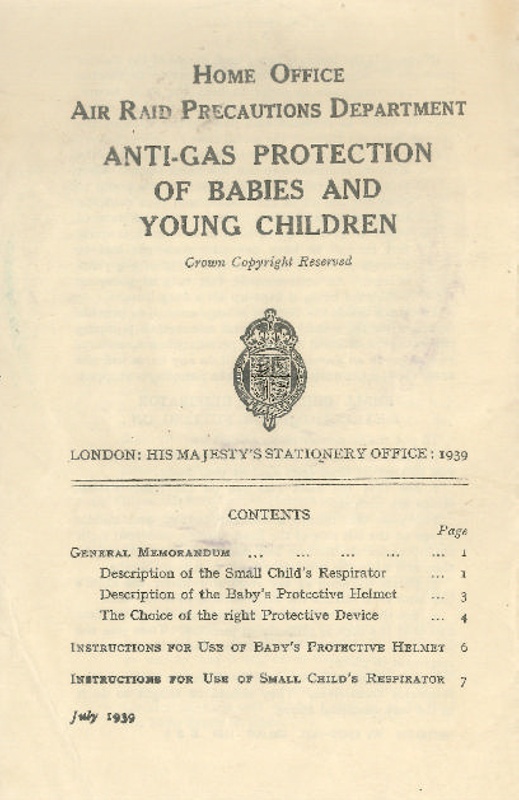 HOME OFFICE
AIR RAID PRECAUTIONS DEPARTMENT
ANTI-GAS PROTECTION
OF BABIES AND
YOUNG CHILDREN
Crown Copyright Reserved
LONDON: HIS MAJESTY'S STATIONERY OFFICE: 1939
CONTENTS
Page
GENERAL MEMORANDUM ... ... ... ... ... 1
Description of the Small Child's Respirator ... 1
Description of the Baby's Protective Helmet ... 3
The Choice of the right Protective Device ... 4
INSTRUCTIONS FOR USE OF BABY'S PROTECTIVE HELMET 6
INSTRUCTIONS FOR USE OF SMALL CHILD'S RESPIRATOR 7
July 1939